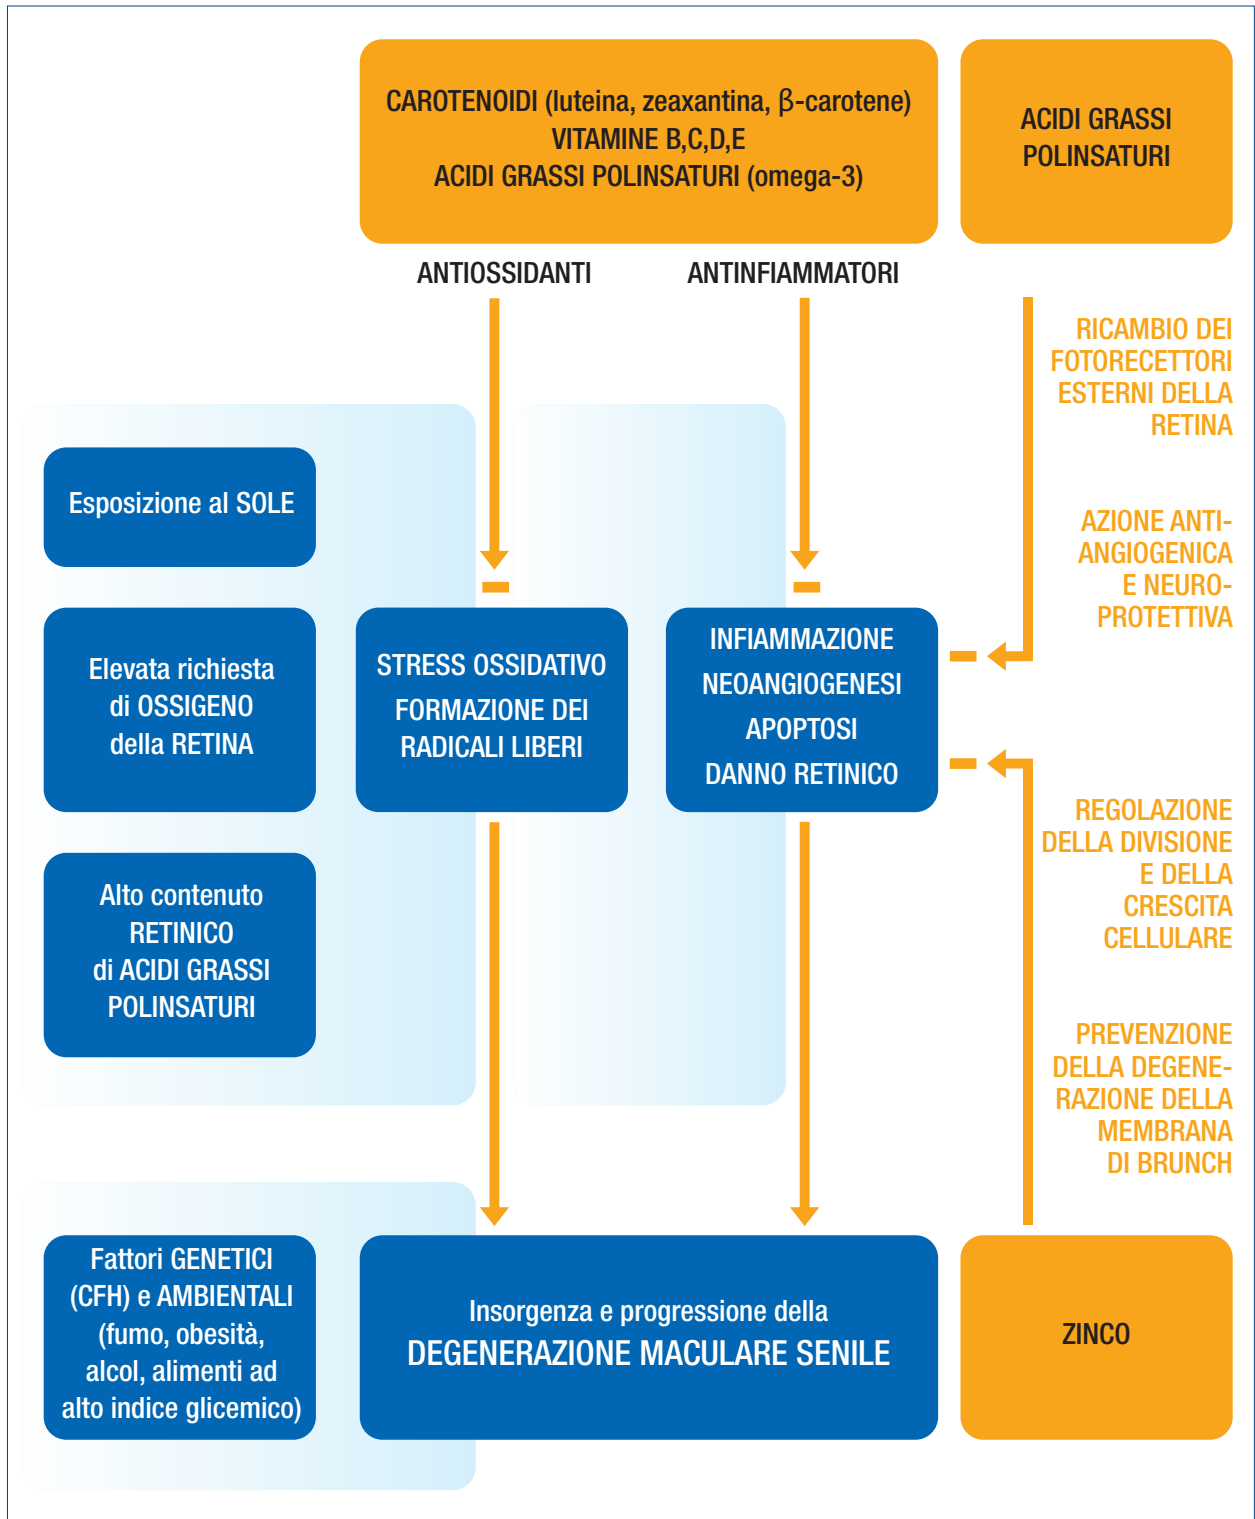 CAROTENOIDI (luteina, zeaxantina, β-carotene)
VITAMINE B,C,D,E
ACIDI GRASSI POLINSATURI (omega-3)
ACIDI GRASSI
POLINSATURI
ANTIOSSIDANTI
ANTINFIAMMATORI
RICAMBIO DEI
FOTORECETTORI
ESTERNI DELLA
RETINA
AZIONE ANTI-
ANGIOGENICA
E NEURO-
PROTETTIVA
Esposizione al SOLE
Elevata richiesta
di OSSIGENO
della RETINA
STRESS OSSIDATIVO
FORMAZIONE DEI
RADICALI LIBERI
INFIAMMAZIONE
NEOANGIOGENESI
APOPTOSI
DANNO RETINICO
Alto contenuto
RETINICO
di ACIDI GRASSI
POLINSATURI
REGOLAZIONE
DELLA DIVISIONE
E DELLA
CRESCITA
CELLULARE
PREVENZIONE
DELLA DEGENE-
RAZIONE DELLA
MEMBRANA
DI BRUNCH
Fattori GENETICI
(CFH) e AMBIENTALI
(fumo, obesità,
alcol, alimenti ad
alto indice glicemico)
Insorgenza e progressione della
DEGENERAZIONE MACULARE SENILE
ZINCO